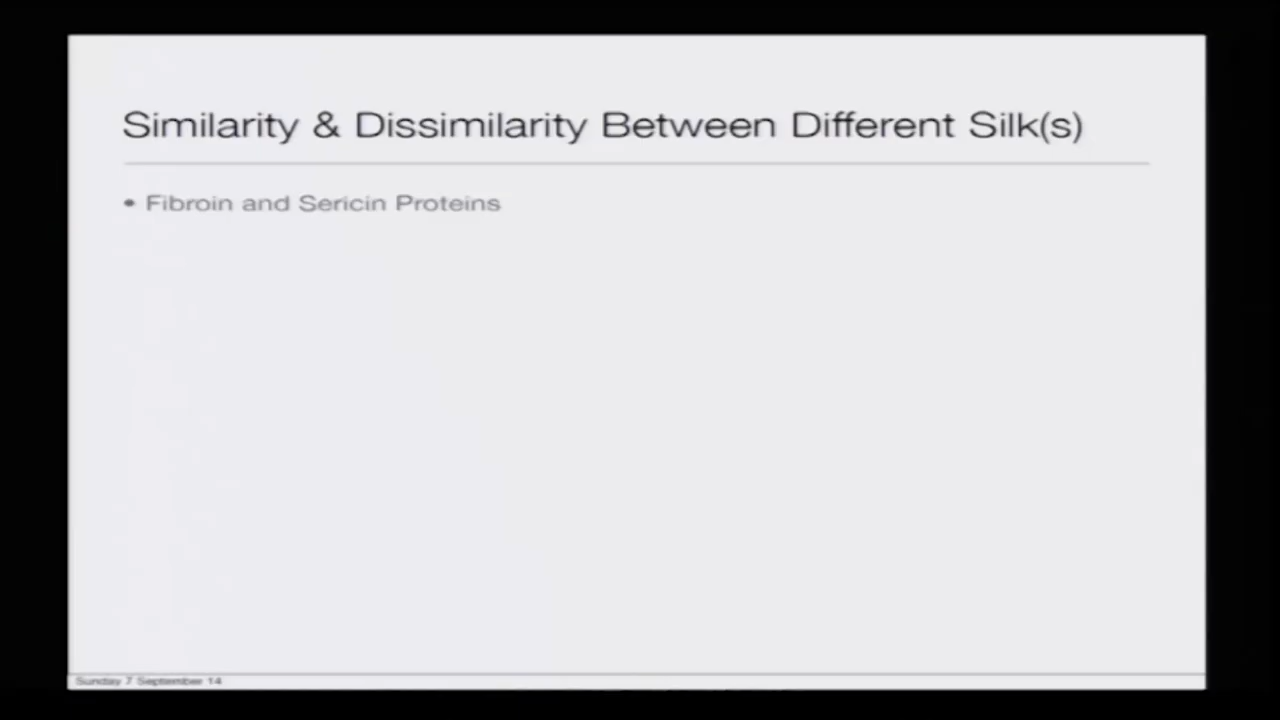 Similarity & Dissimilarity Between Different Silk(s)
• Fibroin and Sericin Proteins
Sunday 7 September 14